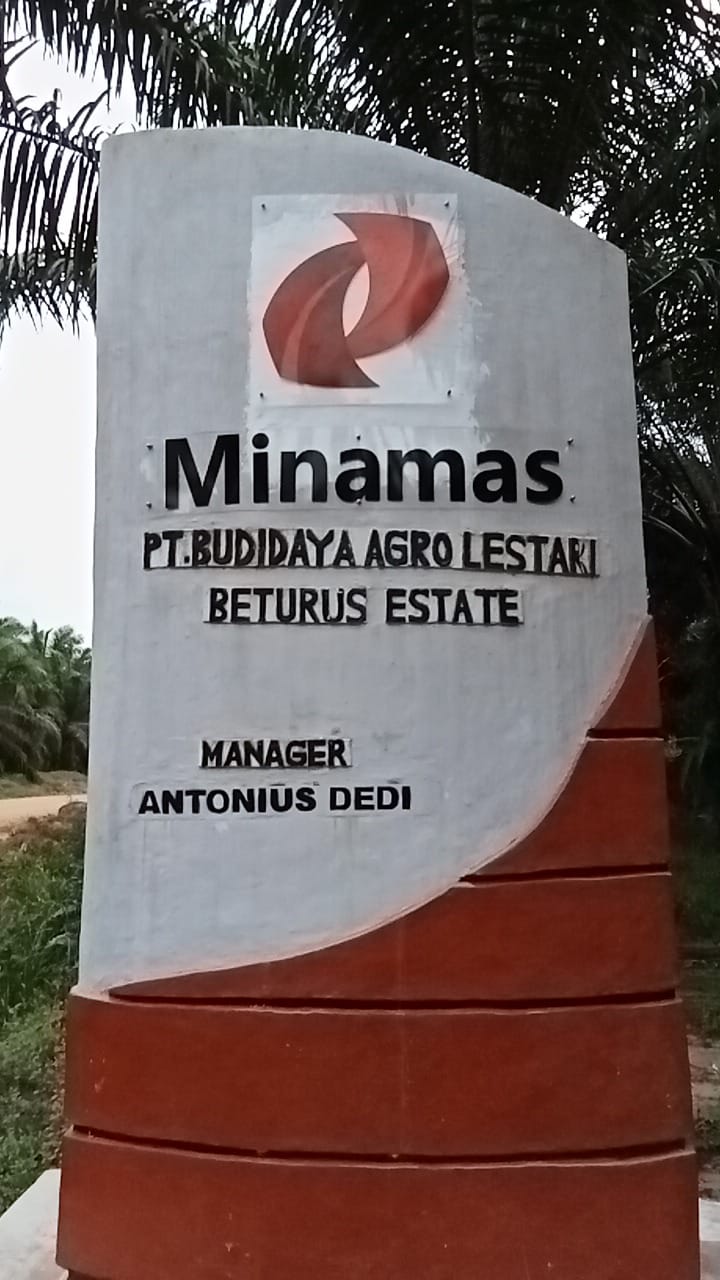 Minamas
PT.BUDIDAYA AGRO LESTARI
BETURUS ESTATE
MANAGER
ANTONIUS DEDI